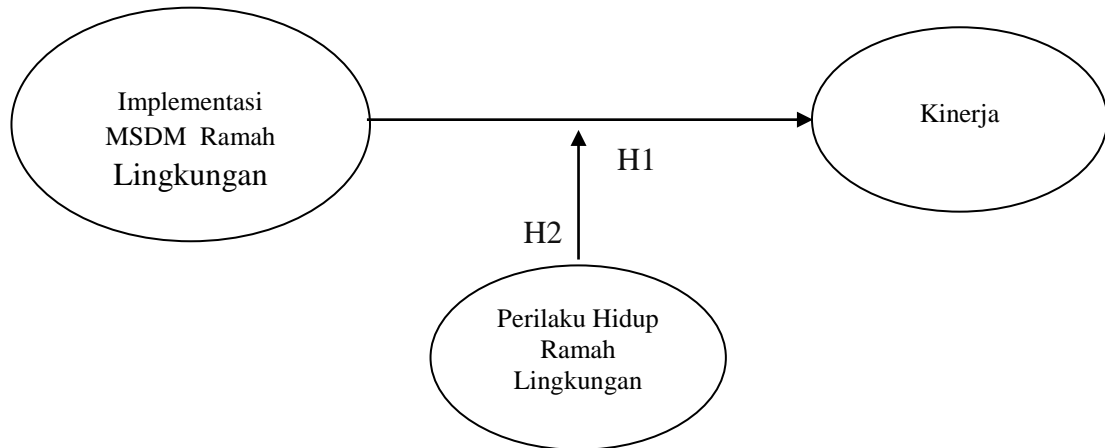 Implementasi
MSDM Ramah
Lingkungan
Kinerja
H1
H2
Perilaku Hidup
Ramah
Lingkungan